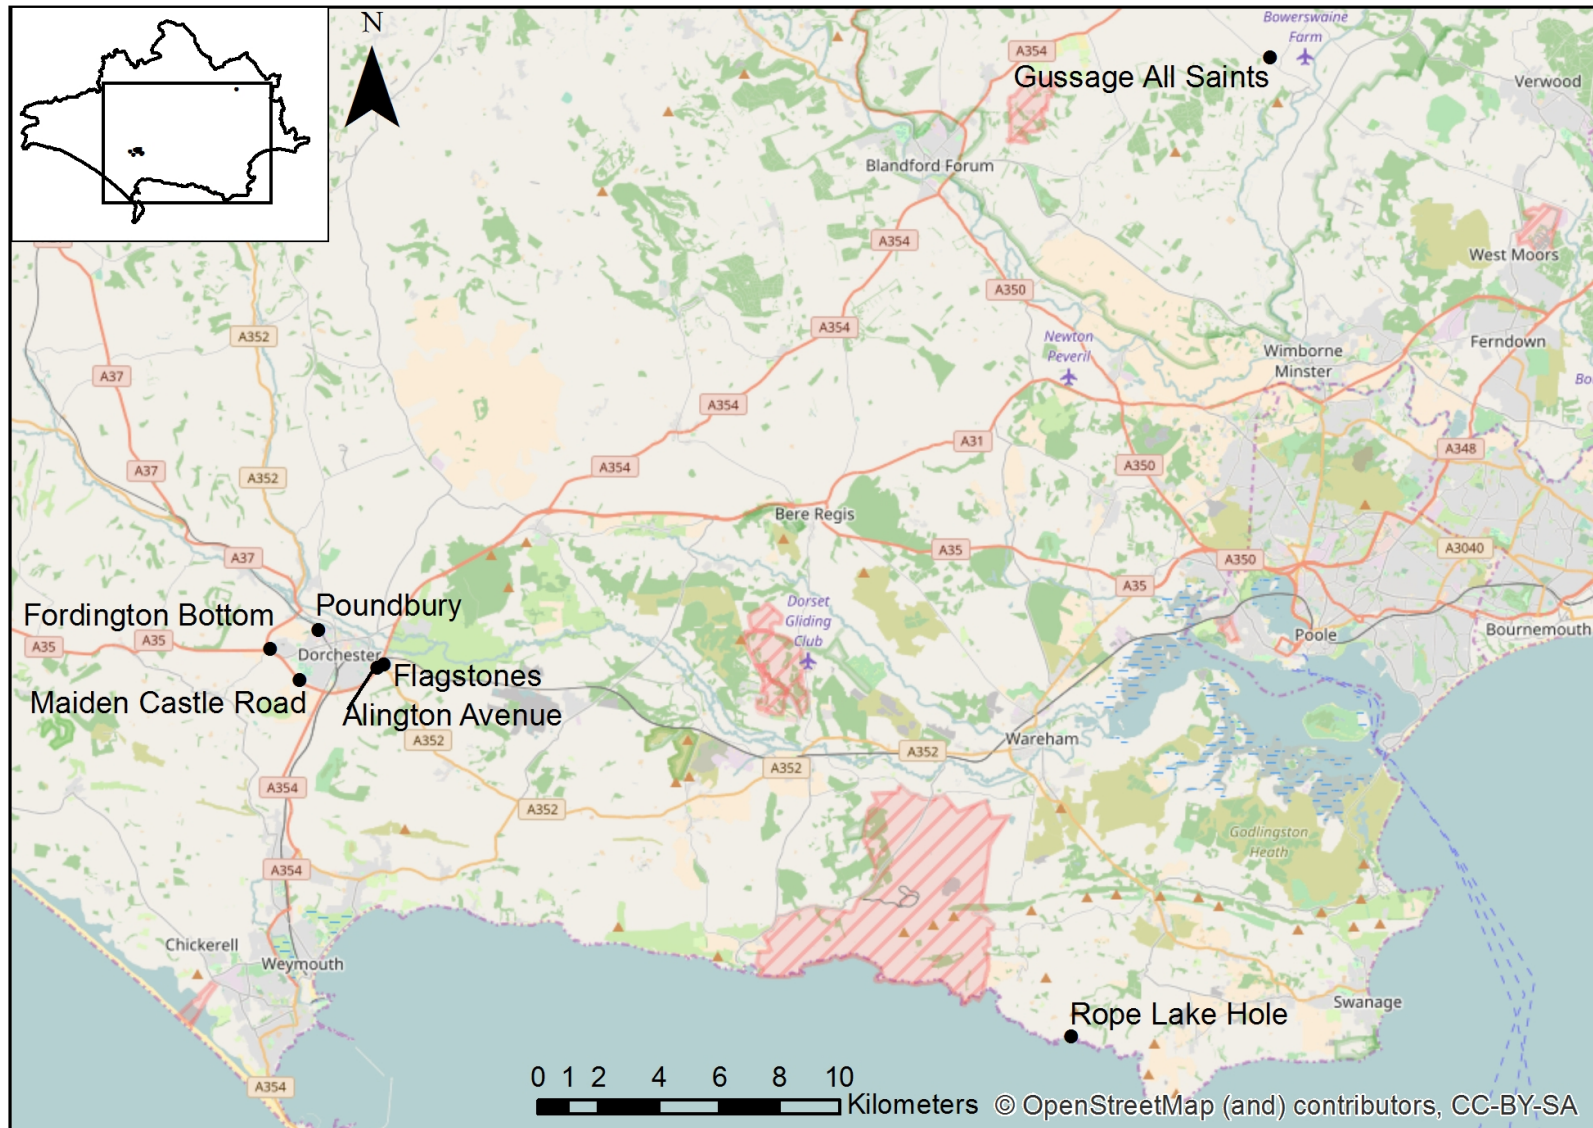 N
Bowerswaine
Farm
A354
Gussage All Saints
Verwood
Blandford Forum
A354
West Moors
A350
A352
A354
Newton
Peveril
Wimborne
Minster
Ferndown
A37
Bo
A354
A31
A348
A37
A352
A354
A350
Bere Regis
A37
A35
A350
A3040
A35
Fordington Bottom
Poundbury
Dorset
Gliding
Club
A35
A35
Dorchester
Poole
Bournemouth
Flagstones
Maiden Castle Road
Alington Avenue
A352
Wareham
A352
A352
A354
A352
Godlingston
Heath
A354
Chickerell
Weymouth
Swanage
Rope Lake Hole
0 1 2 4 6 8 10
Kilometers
A354
© OpenStreetMap (and) contributors, CC-BY-SA